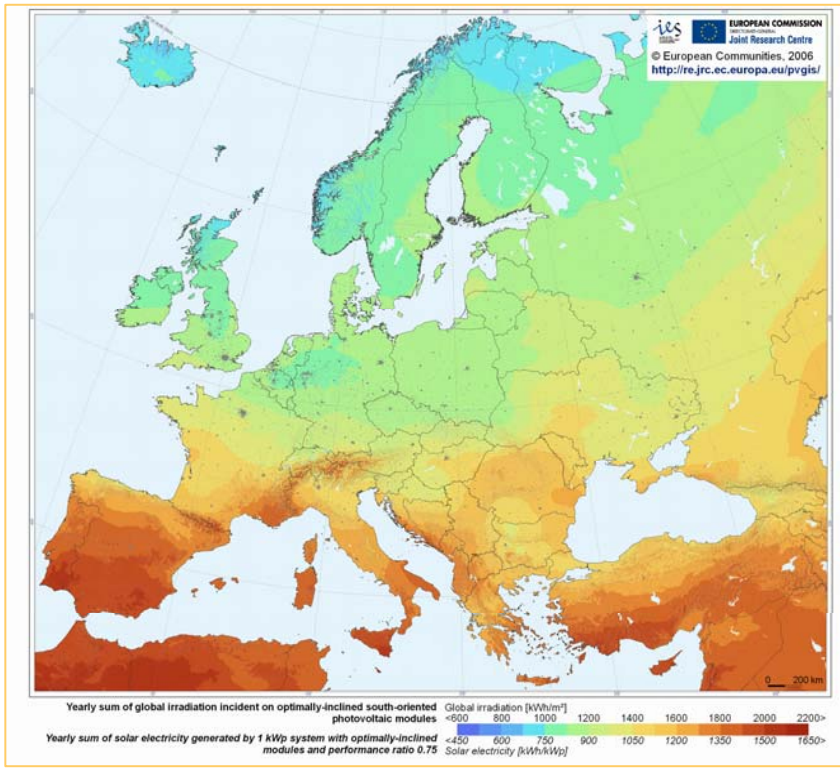 ies
EUROPEAN COMMISSION
DIRECTORATE-GENERAL
Joint Research Centre
© European Communities, 2006
http://re.jrc.ec.europa.eu/pvgis/
0 200 km
Yearly sum of global irradiation incident on optimally-inclined south-oriented
photovoltaic modules
Yearly sum of solar electricity generated by 1 kWp system with optimally-inclined
modules and performance ratio 0.75
Global irradiation [kWh/m²]
<600 800 1000 1200 1400 1600 1800 2000 2200>
<450 600 750 900 1050 1200 1350 1500 1650>
Solar electricity [kWh/kWp]